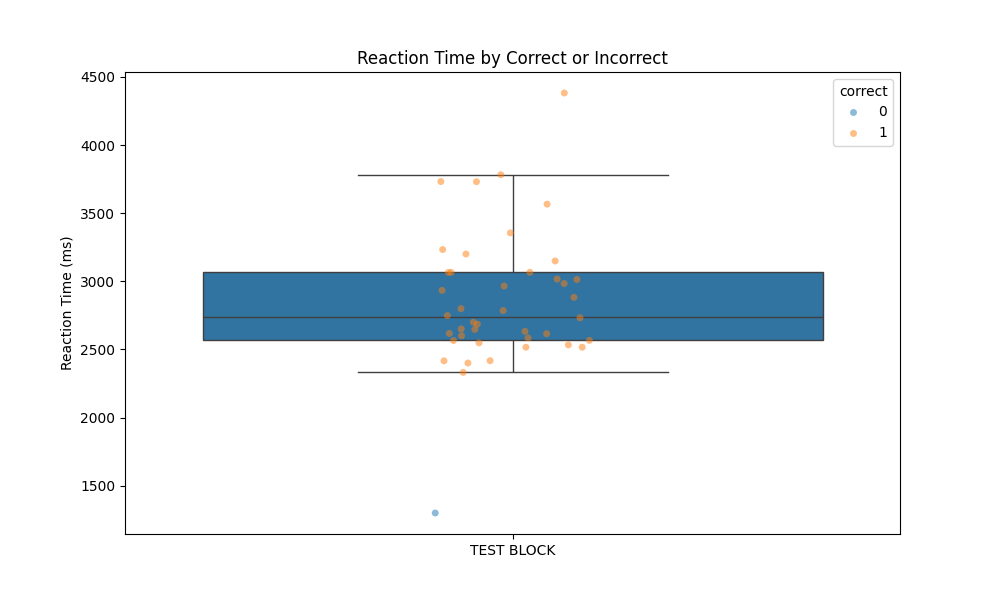 Reaction Time by Correct or Incorrect
4500
4000
3500
3000
2500
2000
1500
Reaction Time (ms)
TEST BLOCK
correct
0
1